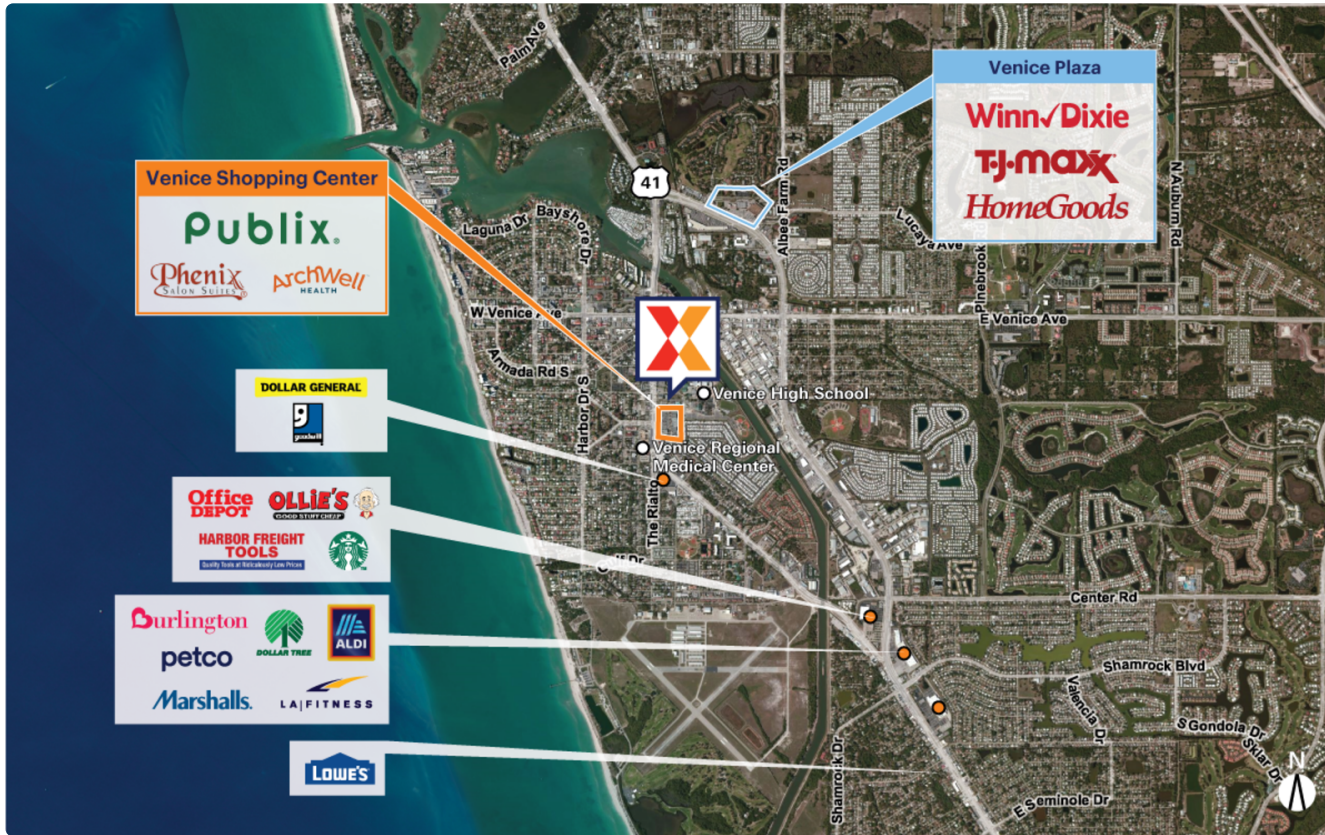 Palm Ave
Venice Plaza
Winn Dixie
T·J·maxx
HomeGoods
41
Albee Farm Rd
N Auburn Rd
Venice Shopping Center
Publix.
Phenix
SALON SUITES
ArchWell
HEALTH
Laguna Dr
Bayshore Dr
Lucaya Ave
Pinebrook Rd
W Venice Ave
E Venice Ave
Armada Rd S
Harbor Dr S
Venice High School
Venice Regional
Medical Center
DOLLAR GENERAL
goodwill
The Rialto
Office
DEPOT
OLLIE'S
GOOD STUFF CHEAP
HARBOR FREIGHT
TOOLS
Quality Tools at Ridiculously Low Prices
Gulf Dr
Center Rd
Burlington
DOLLAR TREE
ALDI
petco
Marshalls.
LA|FITNESS
Shamrock Blvd
Valencia Dr
S Gondola Dr
Sklar Dr
Shamrock Dr
LOWE'S
E Seminole Dr
N